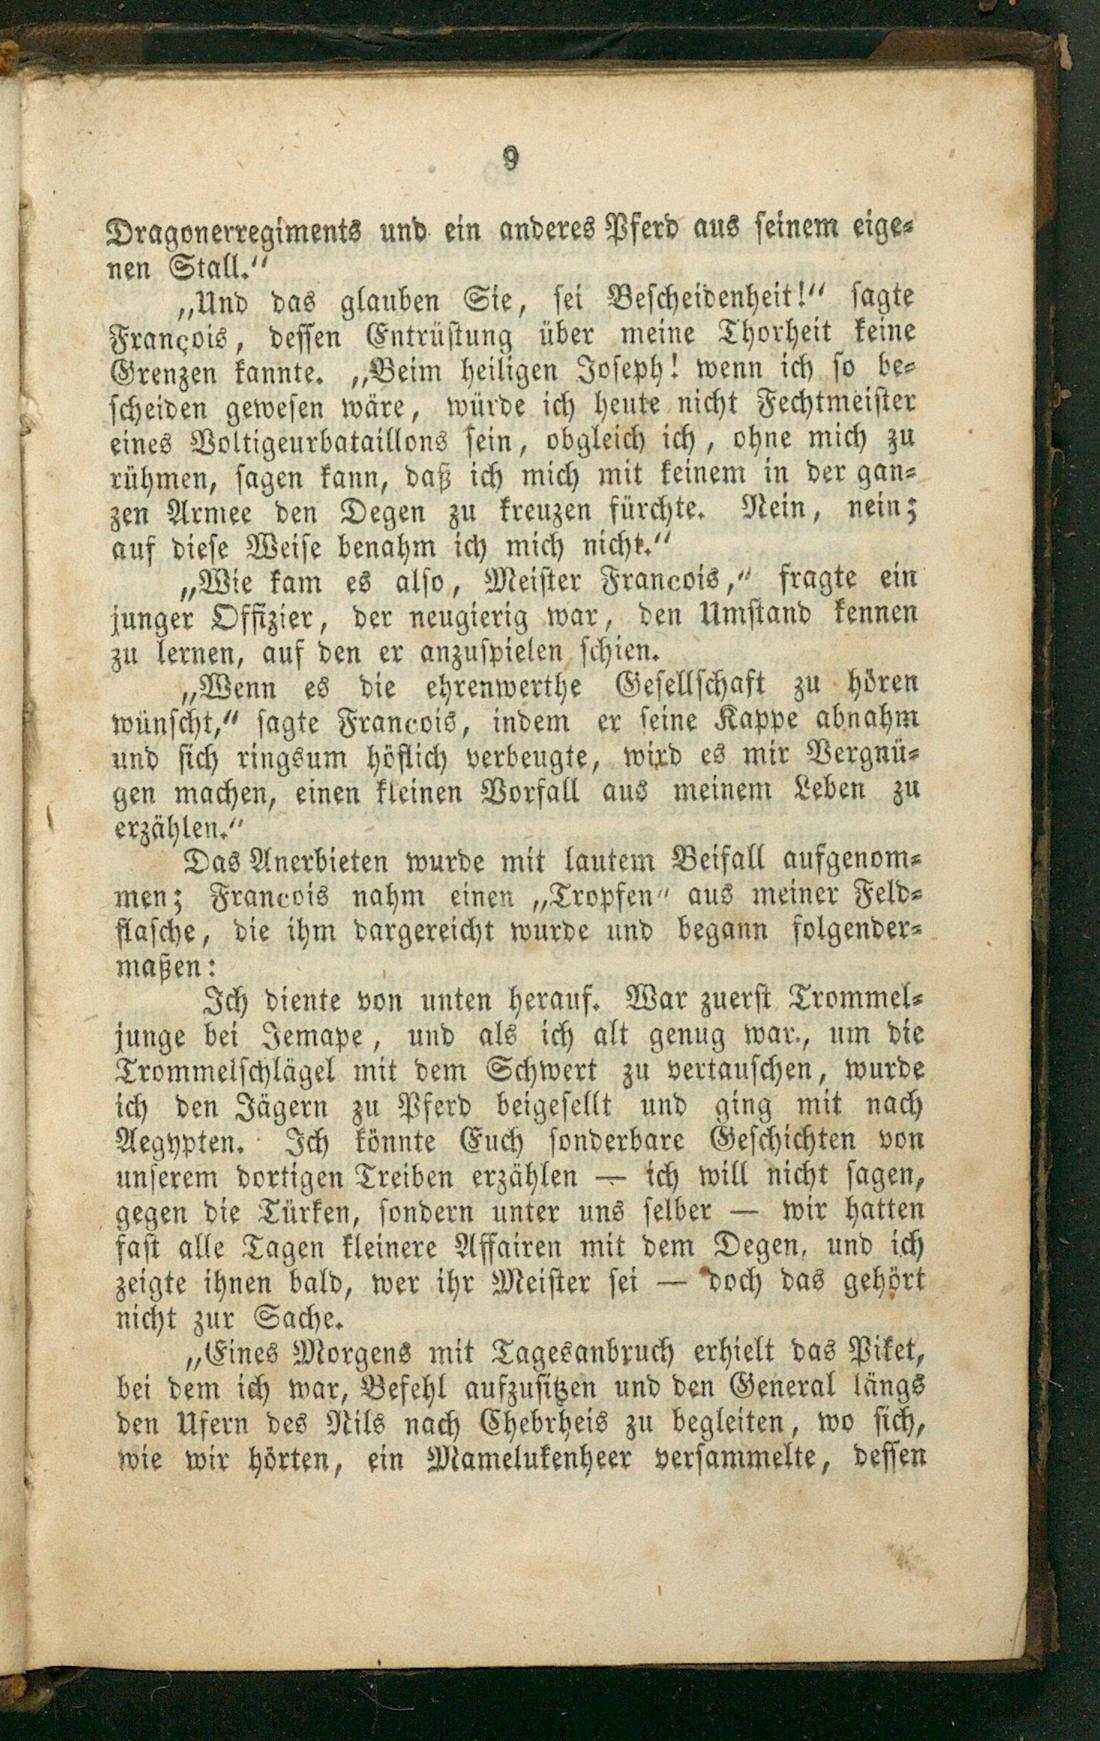 9
Dragonerregiments und ein anderes Pferd aus seinem eige-
nen Stall.“
„Und das glauben Sie, sei Bescheidenheit!“ sagte
François, dessen Entrüstung über meine Thorheit keine
Grenzen kannte. „Beim heiligen Joseph! wenn ich so be-
scheiden gewesen wäre, würde ich heute nicht Fechtmeister
eines Voltigeurbataillons sein, obgleich ich, ohne mich zu
rühmen, sagen kann, daß ich mich mit keinem in der gan-
zen Armee den Degen zu kreuzen fürchte. Nein, nein;
auf diese Weise benahm ich mich nicht.“
„Wie kam es also, Meister Francois,“ fragte ein
junger Offizier, der neugierig war, den Umstand kennen
zu lernen, auf den er anzuspielen schien.
„Wenn es die ehrenwerthe Gesellschaft zu hören
wünscht,“ sagte Francois, indem er seine Kappe abnahm
und sich ringsum höflich verbeugte, wird es mir Vergnü-
gen machen, einen kleinen Vorfall aus meinem Leben zu
erzählen.“
Das Anerbieten wurde mit lautem Beifall aufgenom-
men; Francois nahm einen „Tropfen“ aus meiner Feld-
flasche, die ihm dargereicht wurde und begann folgender-
maßen:
Ich diente von unten herauf. War zuerst Trommel-
junge bei Jemape, und als ich alt genug war., um die
Trommelschlägel mit dem Schwert zu vertauschen, wurde
ich den Jägern zu Pferd beigesellt und ging mit nach
Aegypten. Ich könnte Euch sonderbare Geschichten von
unserem dortigen Treiben erzählen — ich will nicht sagen,
gegen die Türken, sondern unter uns selber — wir hatten
fast alle Tagen kleinere Affairen mit dem Degen, und ich
zeigte ihnen bald, wer ihr Meister sei — doch das gehört
nicht zur Sache.
„Eines Morgens mit Tagesanbruch erhielt das Piket,
bei dem ich war, Befehl aufzusitzen und den General längs
den Ufern des Nils nach Chebrheis zu begleiten, wo sich,
wie wir hörten, ein Mamelukenheer versammelte, dessen